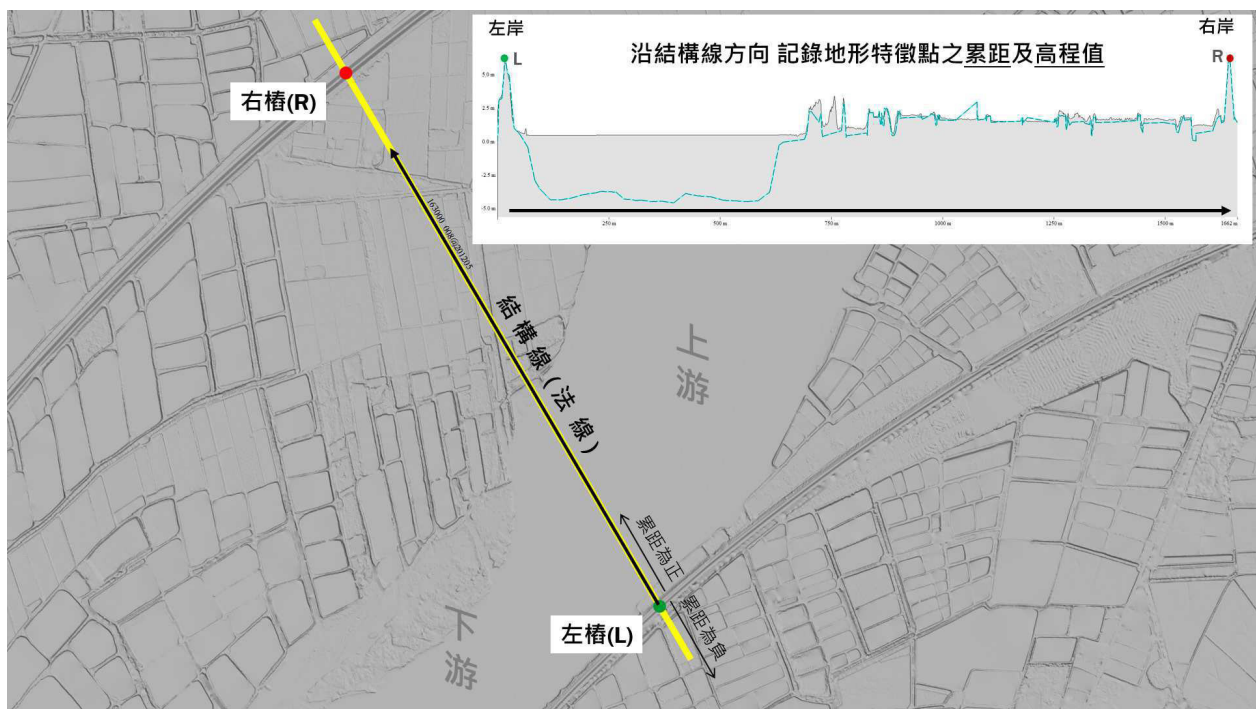 左岸
右岸
L
R
沿結構線方向 記錄地形特徵點之累距及高程值
5.0 m
2.5 m
0.0 m
-2.5 m
-5.0 m
250 m
500 m
750 m
1000 m
1250 m
1500 m
1662 m
右樁(R)
163000_008@201205
結構線(法線)
上游
累距為正
累距為負
左樁(L)
下游